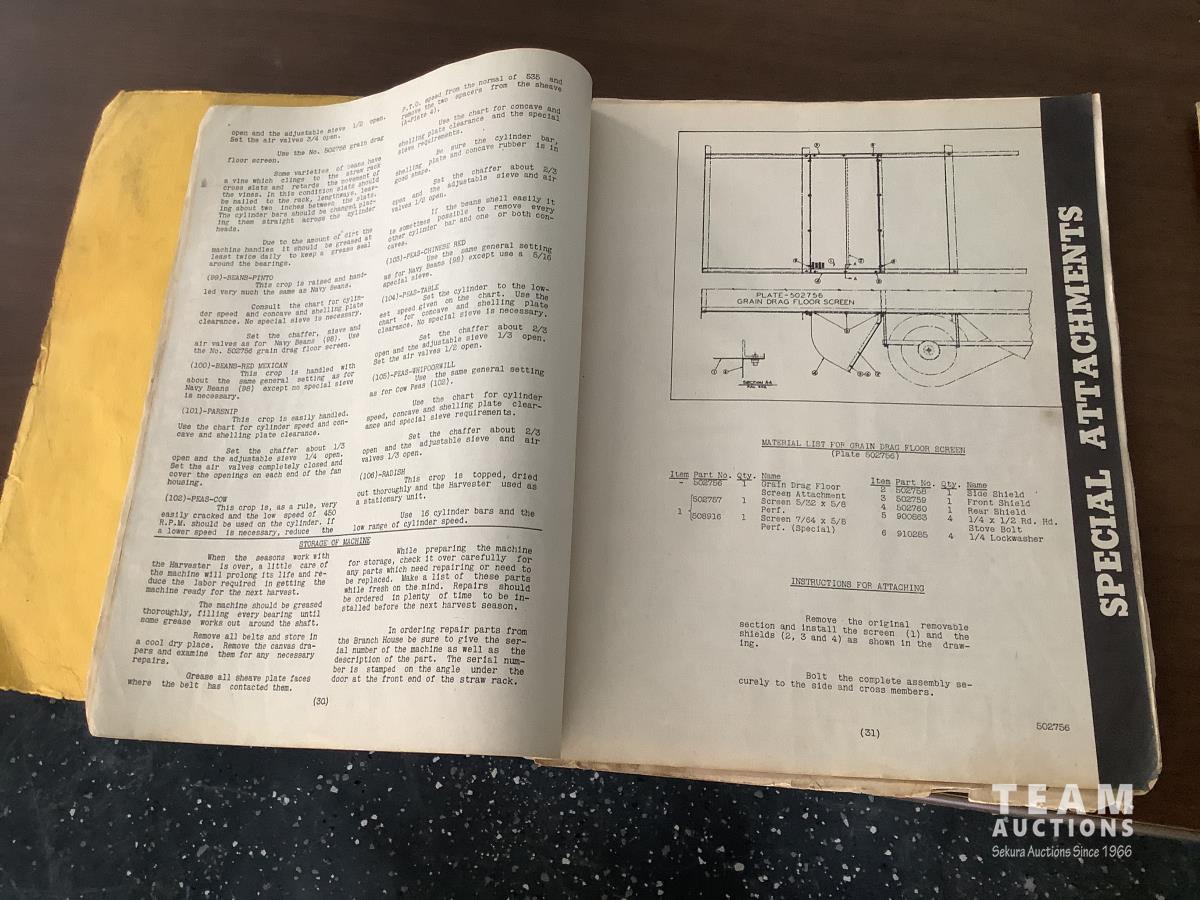 open and the adjustable sieve 1/2 open.
Set the air valves 3/4 open.
Use the No. 502756 grain drag
floor screen.
Some varieties of beans have
a vine which clings to the straw rack
cross slats and retards the movement of
the vines. In this condition slats should
be nailed to the rack, lengthways, leav-
ing about two inches between the slats.
The cylinder bars should be changed plac-
ing them straight across the cylinder
heads.
Due to the amount of dirt the
machine handles it should be greased at
least twice daily to keep a grease seal
around the bearings.
(99)-BEANS-PINTO
This crop is raised and hand-
led very much the same as Navy Beans.
Consult the chart for cylin-
der speed and concave and shelling plate
clearance. No special sieve is necessary.
Set the chaffer, sieve and
air valves as for Navy Beans (98). Use
the No. 502756 grain drag floor screen.
(100)-BEANS-RED MEXICAN
This crop is handled with
about the same general setting as for
Navy Beans (98) except no special sieve
is necessary.
(101)-PARSNIP
This crop is easily handled.
Use the chart for cylinder speed and con-
cave and shelling plate clearance.
Set the chaffer about 1/3
open and the adjustable sieve 1/4 open.
Set the air valves completely closed and
cover the openings on each end of the fan
housing.
(102)-PEAS-COW
This crop is, as a rule, very
easily cracked and the low speed of 450
R.P.M. should be used on the cylinder. If
a lower speed is necessary, reduce the
P.T.O. speed from the normal of 535 and
remove the two spacers from the sheave
(A-Plate 4).
Use the chart for concave and
shelling plate clearance and the special
sieve requirements.
Be sure the cylinder bar,
shelling plate and concave rubber is in
good shape.
Set the chaffer about 2/3
open and the adjustable sieve and air
valves 1/2 open.
If the beans shell easily it
is sometimes possible to remove every
other cylinder bar and one or both con-
caves.
(103)-PEAS-CHINESE RED
Use the same general setting
as for Navy Beans (98) except use a 5/16
special sieve.
(104)-PEAS-TABLE
Set the cylinder to the low-
est speed given on the chart. Use the
chart for concave and shelling plate
clearance. No special sieve is necessary.
Set the chaffer about 2/3
open and the adjustable sieve 1/3 open.
Set the air valves 1/2 open.
(105)-PEAS-WHIPOORWILL
Use the same general setting
as for Cow Peas (102).
Use the chart for cylinder
speed, concave and shelling plate clear-
ance and special sieve requirements.
Set the chaffer about 2/3
open and the adjustable sieve and air
valves 1/3 open.
(106)-RADISH
This crop is topped, dried
out thoroughly and the Harvester used as
a stationary unit.
Use 16 cylinder bars and the
low range of cylinder speed.
STORAGE OF MACHINE
When the seasons work with
the Harvester is over, a little care of
the machine will prolong its life and re-
duce the labor required in getting the
machine ready for the next harvest.
The machine should be greased
thoroughly, filling every bearing until
some grease works out around the shaft.
Remove all belts and store in
a cool dry place. Remove the canvas dra-
pers and examine them for any necessary
repairs.
Grease all sheave plate faces
where the belt has contacted them.
While preparing the machine
for storage, check it over carefully for
any parts which need repairing or need to
be replaced. Make a list of these parts
while fresh on the mind. Repairs should
be ordered in plenty of time to be in-
stalled before the next harvest season.
In ordering repair parts from
the Branch House be sure to give the ser-
ial number of the machine as well as the
description of the part. The serial num-
ber is stamped on the angle under the
door at the front end of the straw rack.
(30)
PLATE-502756
GRAIN DRAG FLOOR SCREEN
SECTION AA
MATERIAL LIST FOR GRAIN DRAG FLOOR SCREEN
(Plate 502756)
Item Part No. Qty. Name
- 502756 1 Grain Drag Floor
Screen Attachment
502757 1 Screen 5/32 x 5/8
Perf.
1
508916 1 Screen 7/64 x 5/8
Perf. (Special)
Item Part No. Qty. Name
2 502758 1 Side Shield
3 502759 1 Front Shield
4 502760 1 Rear Shield
5 900863 4 1/4 x 1/2 Rd. Hd.
Stove Bolt
6 910285 4 1/4 Lockwasher
INSTRUCTIONS FOR ATTACHING
Remove the original removable
section and install the screen (1) and the
shields (2, 3 and 4) as shown in the draw-
ing.
Bolt the complete assembly se-
curely to the side and cross members.
(31)
502756
SPECIAL ATTACHMENTS
TEAM
AUCTIONS
Sekura Auctions Since 1966